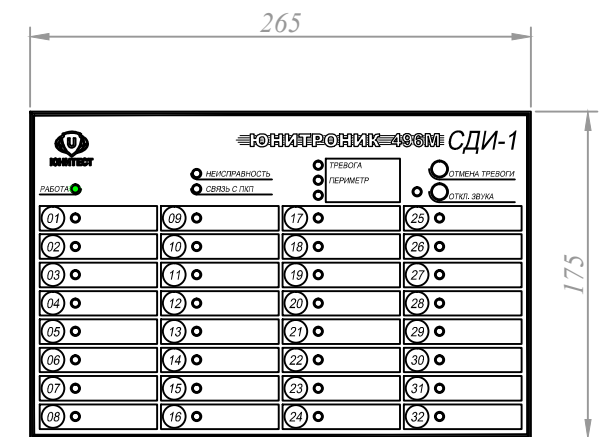 265
ЮНИТРОНИК 496М СДИ-1
U
ЮНИТЕСТ
ТРЕВОГА
НЕИСПРАВНОСТЬ
ПЕРИМЕТР
ОТМЕНА ТРЕВОГИ
РАБОТА
СВЯЗЬ С ПКП
ОТКЛ. ЗВУКА
01 09 17 25
02 10 18 26
03 11 19 27
04 12 20 28
05 13 21 29
06 14 22 30
07 15 23 31
08 16 24 32
175